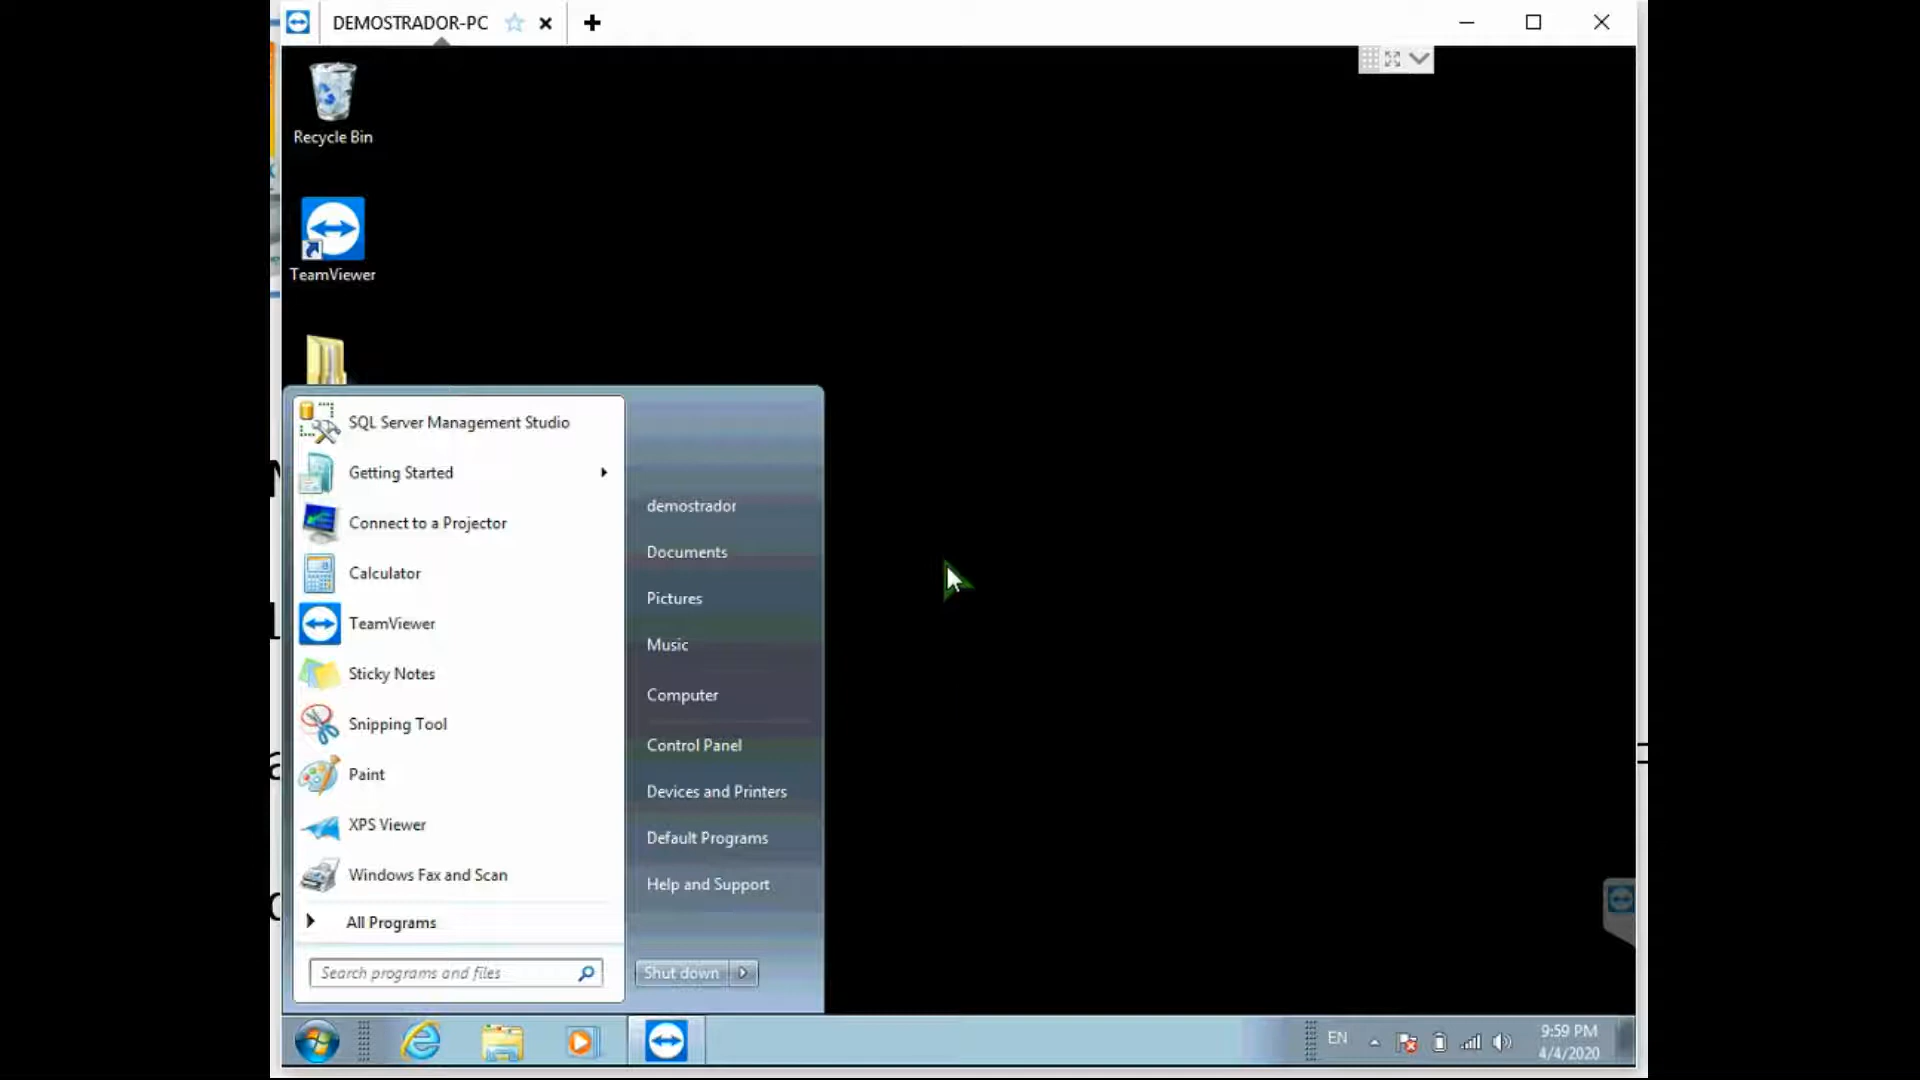 DEMOSTRADOR-PC
Recycle Bin
TeamViewer
SQL Server Management Studio
Getting Started
Connect to a Projector
Calculator
TeamViewer
Sticky Notes
Snipping Tool
Paint
XPS Viewer
Windows Fax and Scan
All Programs
Search programs and files
demostrador
Documents
Pictures
Music
Computer
Control Panel
Devices and Printers
Default Programs
Help and Support
Shut down
EN
9:59 PM
4/4/2020